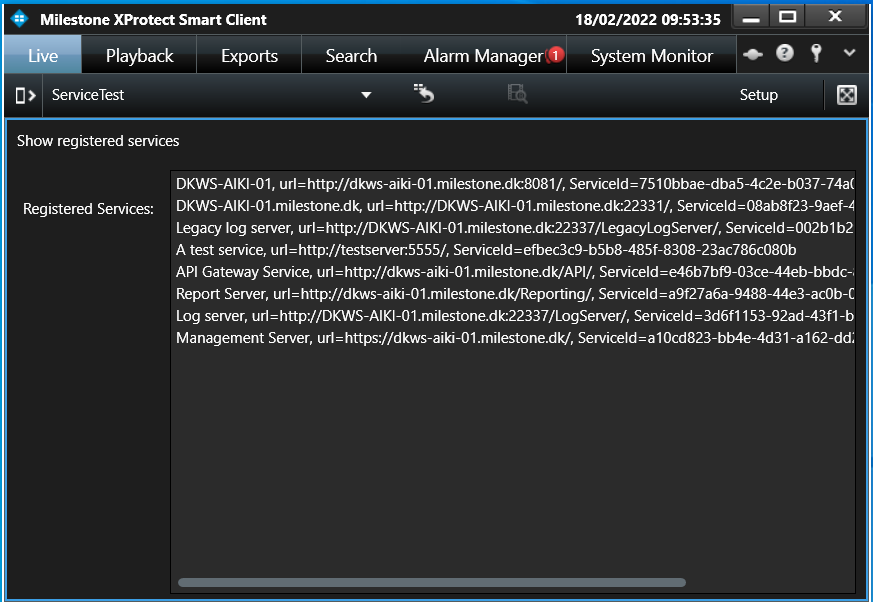 Milestone XProtect Smart Client
18/02/2022 09:53:35
Live
Playback
Exports
Search
Alarm Manager
1
System Monitor
?
ServiceTest
Setup
Show registered services
Registered Services:
DKWS-AIKI-01, url=http://dkws-aiki-01.milestone.dk:8081/, ServiceId=7510bbae-dba5-4c2e-b037-74a0
DKWS-AIKI-01.milestone.dk, url=http://DKWS-AIKI-01.milestone.dk:22331/, ServiceId=08ab8f23-9aef-4
Legacy log server, url=http://DKWS-AIKI-01.milestone.dk:22337/LegacyLogServer/, ServiceId=002b1b2
A test service, url=http://testserver:5555/, ServiceId=efbec3c9-b5b8-485f-8308-23ac786c080b
API Gateway Service, url=http://dkws-aiki-01.milestone.dk/API/, ServiceId=e46b7bf9-03ce-44eb-bbdc-
Report Server, url=http://dkws-aiki-01.milestone.dk/Reporting/, ServiceId=a9f27a6a-9488-44e3-ac0b-0
Log server, url=http://DKWS-AIKI-01.milestone.dk:22337/LogServer/, ServiceId=3d6f1153-92ad-43f1-b
Management Server, url=https://dkws-aiki-01.milestone.dk/, ServiceId=a10cd823-bb4e-4d31-a162-dd2